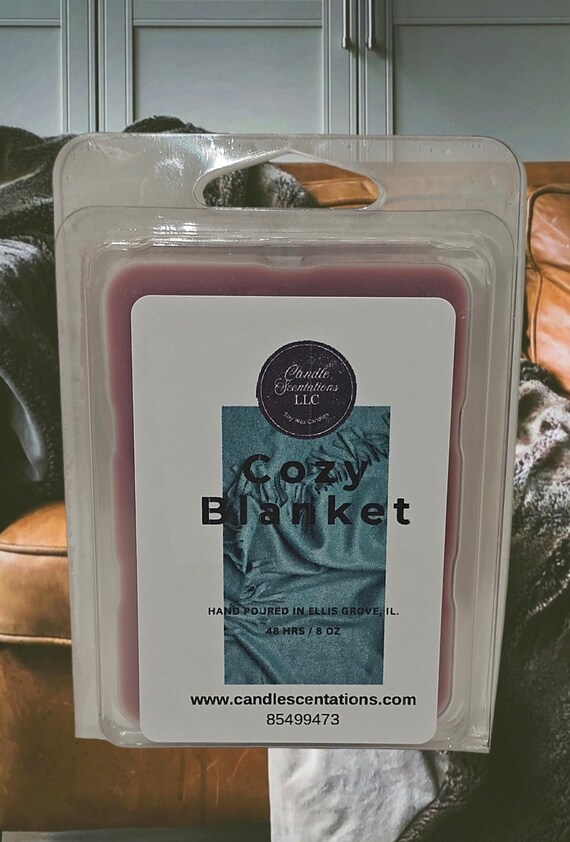 Candle
Scentations
LLC
Soy Wax Candles
Cozy
Blanket
HAND POURED IN ELLIS GROVE, IL.
48 HRS / 8 OZ
www.candlescentations.com
85499473